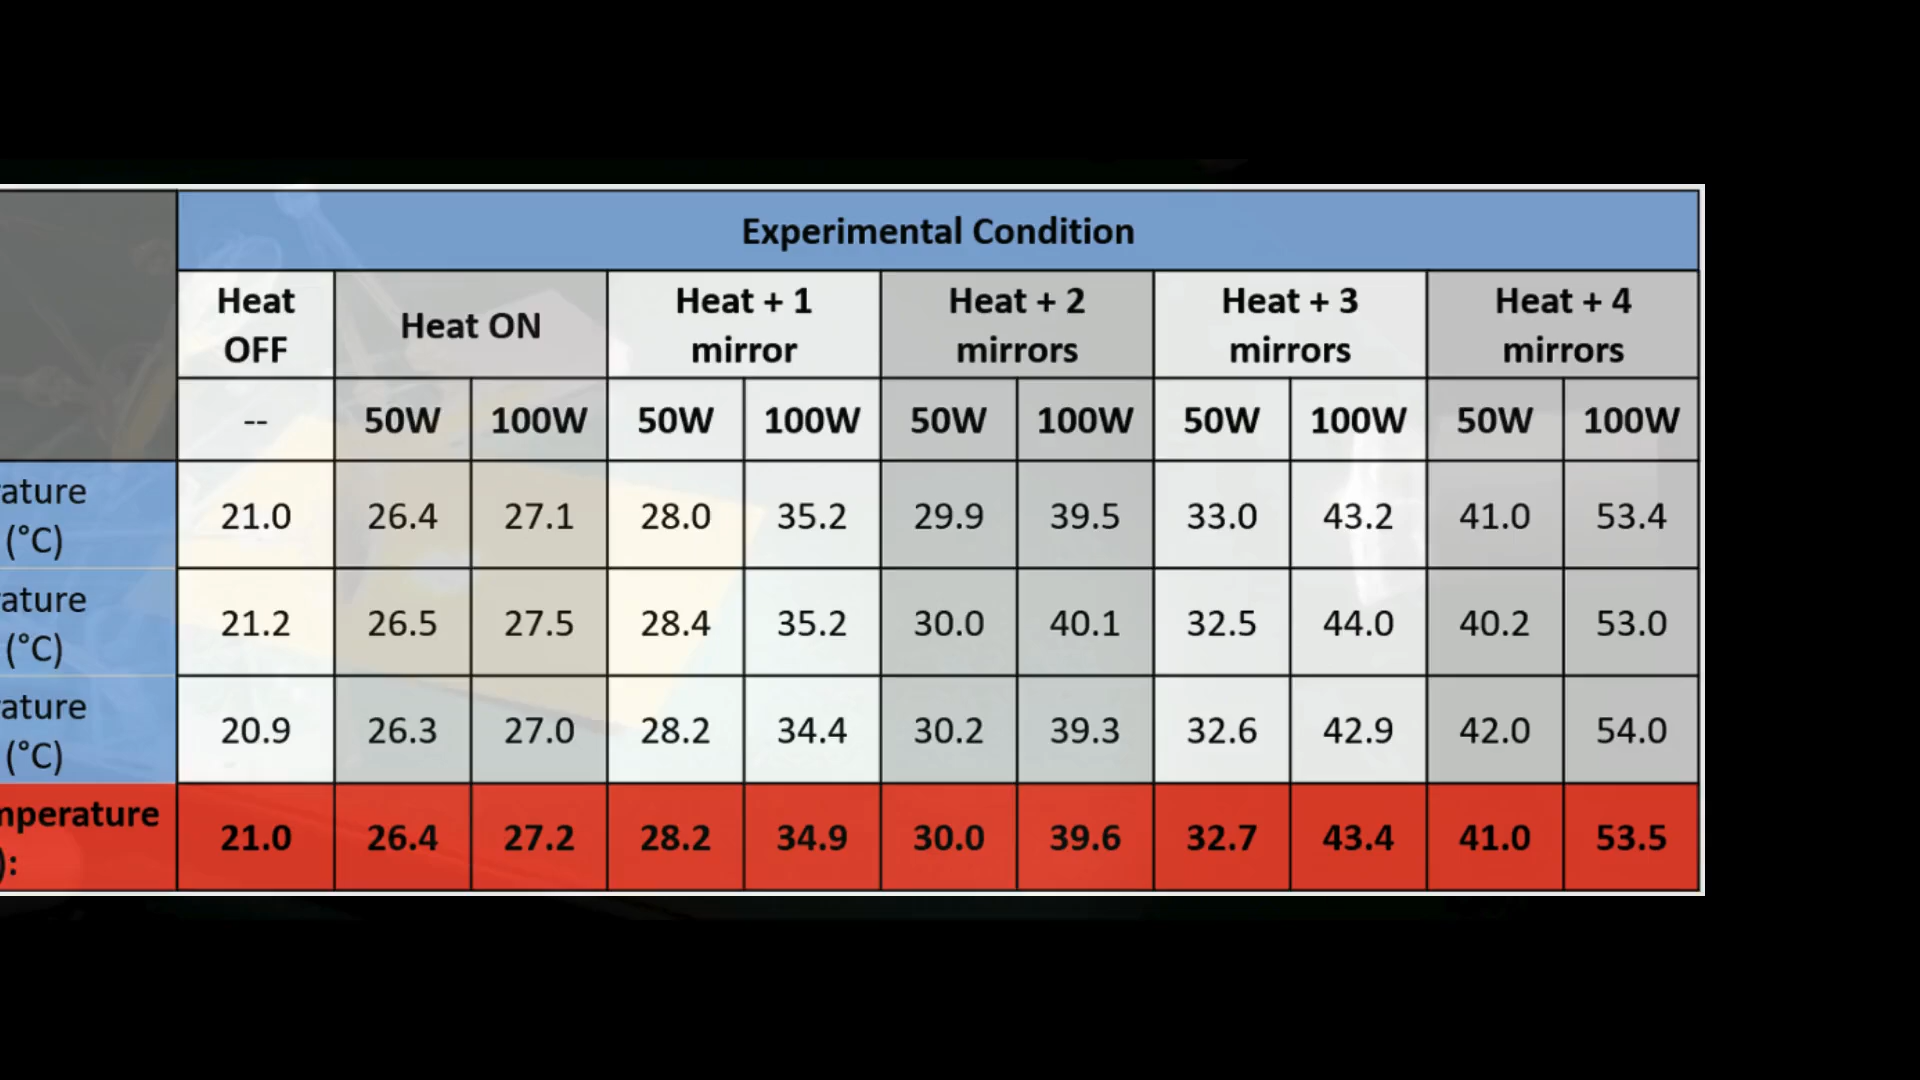 Experimental Condition
Heat OFF Heat ON Heat + 1 mirror Heat + 2 mirrors Heat + 3 mirrors Heat + 4 mirrors
-- 50W 100W 50W 100W 50W 100W 50W 100W 50W 100W
(°C) 21.0 26.4 27.1 28.0 35.2 29.9 39.5 33.0 43.2 41.0 53.4
(°C) 21.2 26.5 27.5 28.4 35.2 30.0 40.1 32.5 44.0 40.2 53.0
(°C) 20.9 26.3 27.0 28.2 34.4 30.2 39.3 32.6 42.9 42.0 54.0
): 21.0 26.4 27.2 28.2 34.9 30.0 39.6 32.7 43.4 41.0 53.5